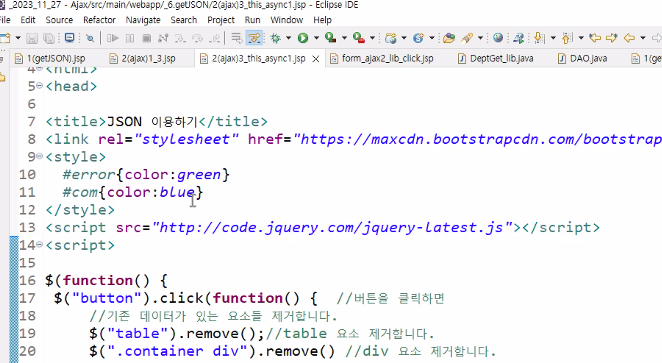 _2023_11_27 - Ajax/src/main/webapp/_6.getJSON/2(ajax)3_this_async1.jsp - Eclipse IDE
Edit Source Refactor Navigate Search Project Run Window Help
1(getJSON).jsp 2(ajax)1_3.jsp 2(ajax)3_this_async1.jsp form_ajax2_lib_click.jsp DeptGet_lib.java DAO.java 1(ge
4 <html>
5 <head>
6
7 <title>JSON 이용하기</title>
8 <link rel="stylesheet" href="https://maxcdn.bootstrapcdn.com/bootstrap
9 <style>
10 #error{color:green}
11 #com{color:blue}
12 </style>
13 <script src="http://code.jquery.com/jquery-latest.js"></script>
14 <script>
15
16 $(function() {
17 $("button").click(function() { //버튼을 클릭하면
18 //기존 데이터가 있는 요소들 제거합니다.
19 $("table").remove();//table 요소 제거합니다.
20 $(".container div").remove() //div 요소 제거합니다.